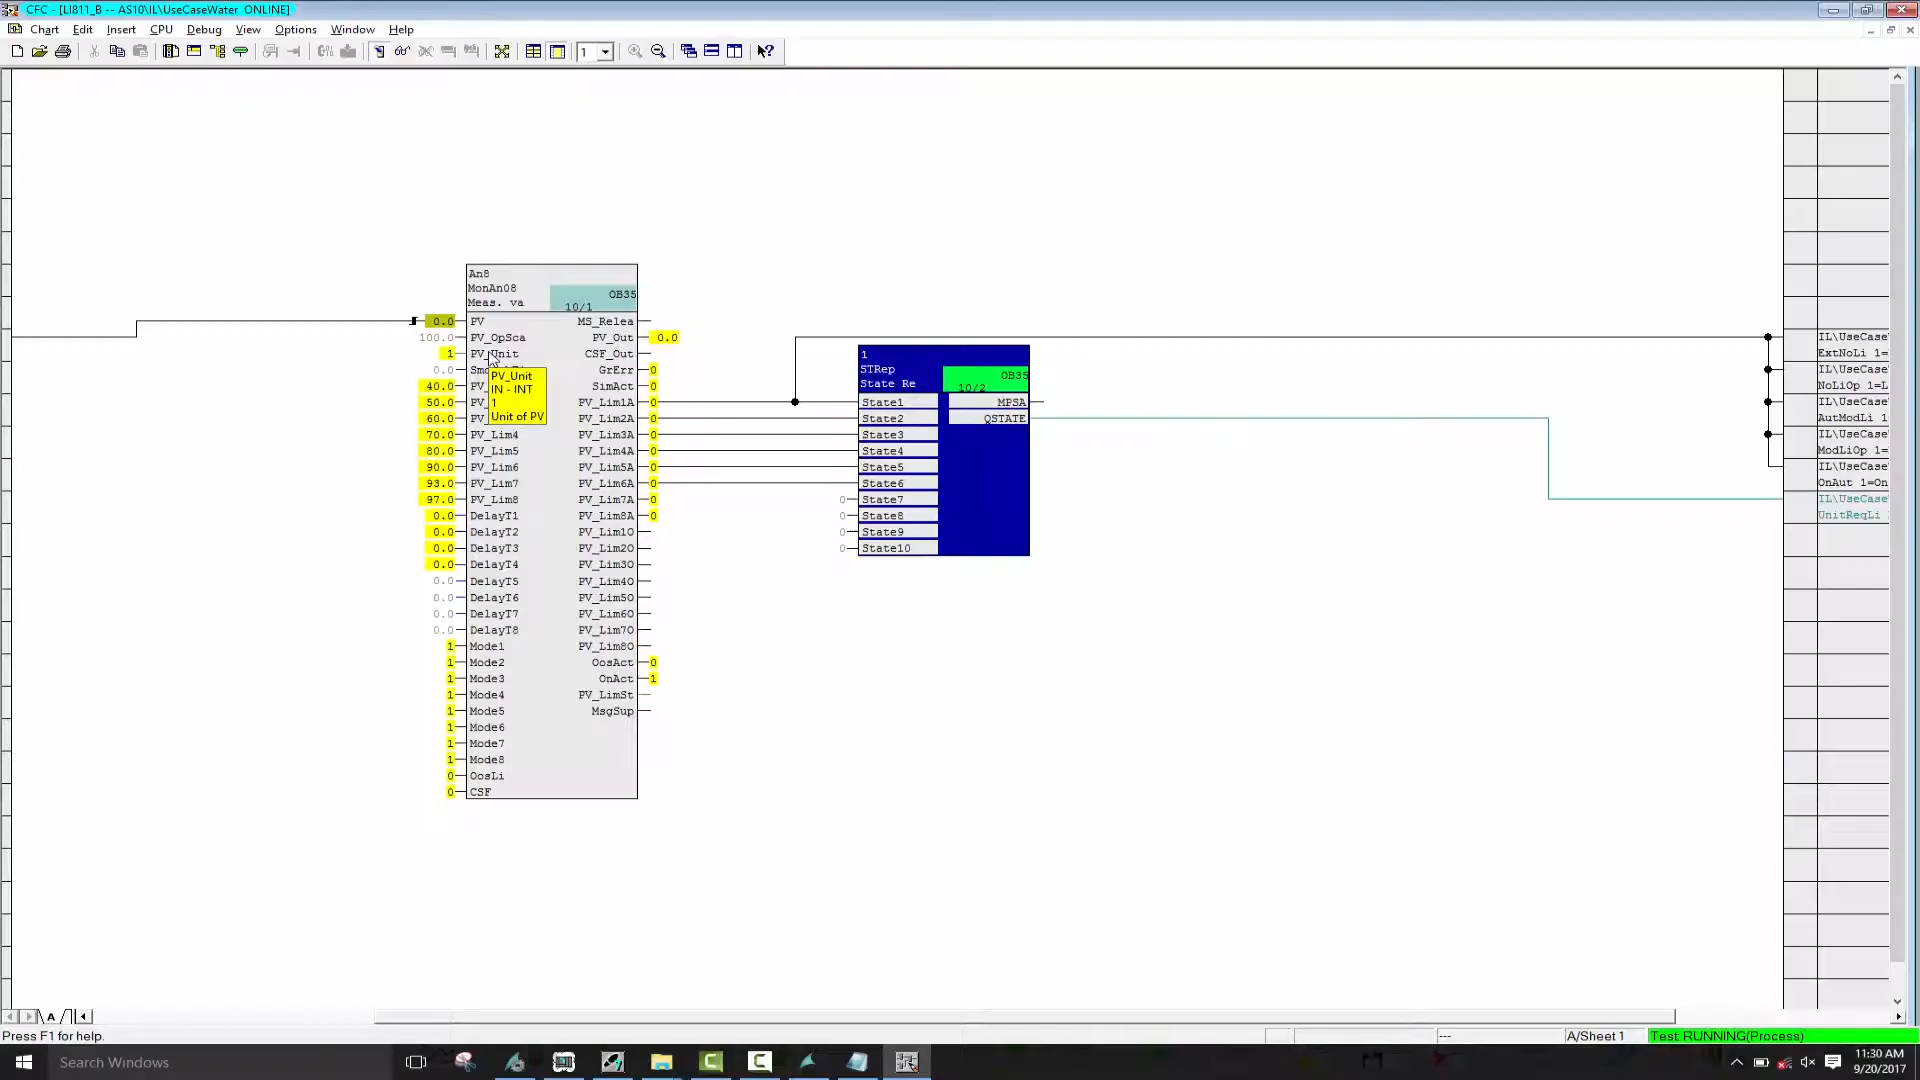 CFC - [LI811_B -- AS10\IL\UseCaseWater ONLINE]
Chart Edit Insert CPU Debug View Options Window Help
1
An8
MonAn08
Meas. va
OB35
10/1
0.0 PV MS_Relea
100.0 PV_OpSca PV_Out 0.0
1 PV_Unit CSF_Out
0.0 GrErr 0
40.0 SimAct 0
50.0 PV_Lim1A 0
60.0 PV_Lim2A 0
70.0 PV_Lim4 PV_Lim3A 0
80.0 PV_Lim5 PV_Lim4A 0
90.0 PV_Lim6 PV_Lim5A 0
93.0 PV_Lim7 PV_Lim6A 0
97.0 PV_Lim8 PV_Lim7A 0
0.0 DelayT1 PV_Lim8A 0
0.0 DelayT2 PV_Lim1O
0.0 DelayT3 PV_Lim2O
0.0 DelayT4 PV_Lim3O
0.0 DelayT5 PV_Lim4O
0.0 DelayT6 PV_Lim5O
0.0 DelayT7 PV_Lim6O
0.0 DelayT8 PV_Lim7O
1 Mode1 PV_Lim8O
1 Mode2 OosAct 0
1 Mode3 OnAct 1
1 Mode4 PV_LimSt
1 Mode5 MsgSup
1 Mode6
1 Mode7
1 Mode8
0 OosLi
0 CSF
PV_Unit
IN - INT
1
Unit of PV
1
STRep
State Re
OB35
10/2
State1 MPSA
State2 QSTATE
State3
State4
State5
State6
0 State7
0 State8
0 State9
0 State10
IL\UseCase
ExtNoLi 1=
IL\UseCase
NoLiOp 1=L
IL\UseCase
AutModLi 1
IL\UseCase
ModLiOp 1=
IL\UseCase
OnAut 1=On
IL\UseCase
UnitReqLi
A
Press F1 for help.
---
A/Sheet 1
Test RUNNING(Process)
Search Windows
11:30 AM
9/20/2017